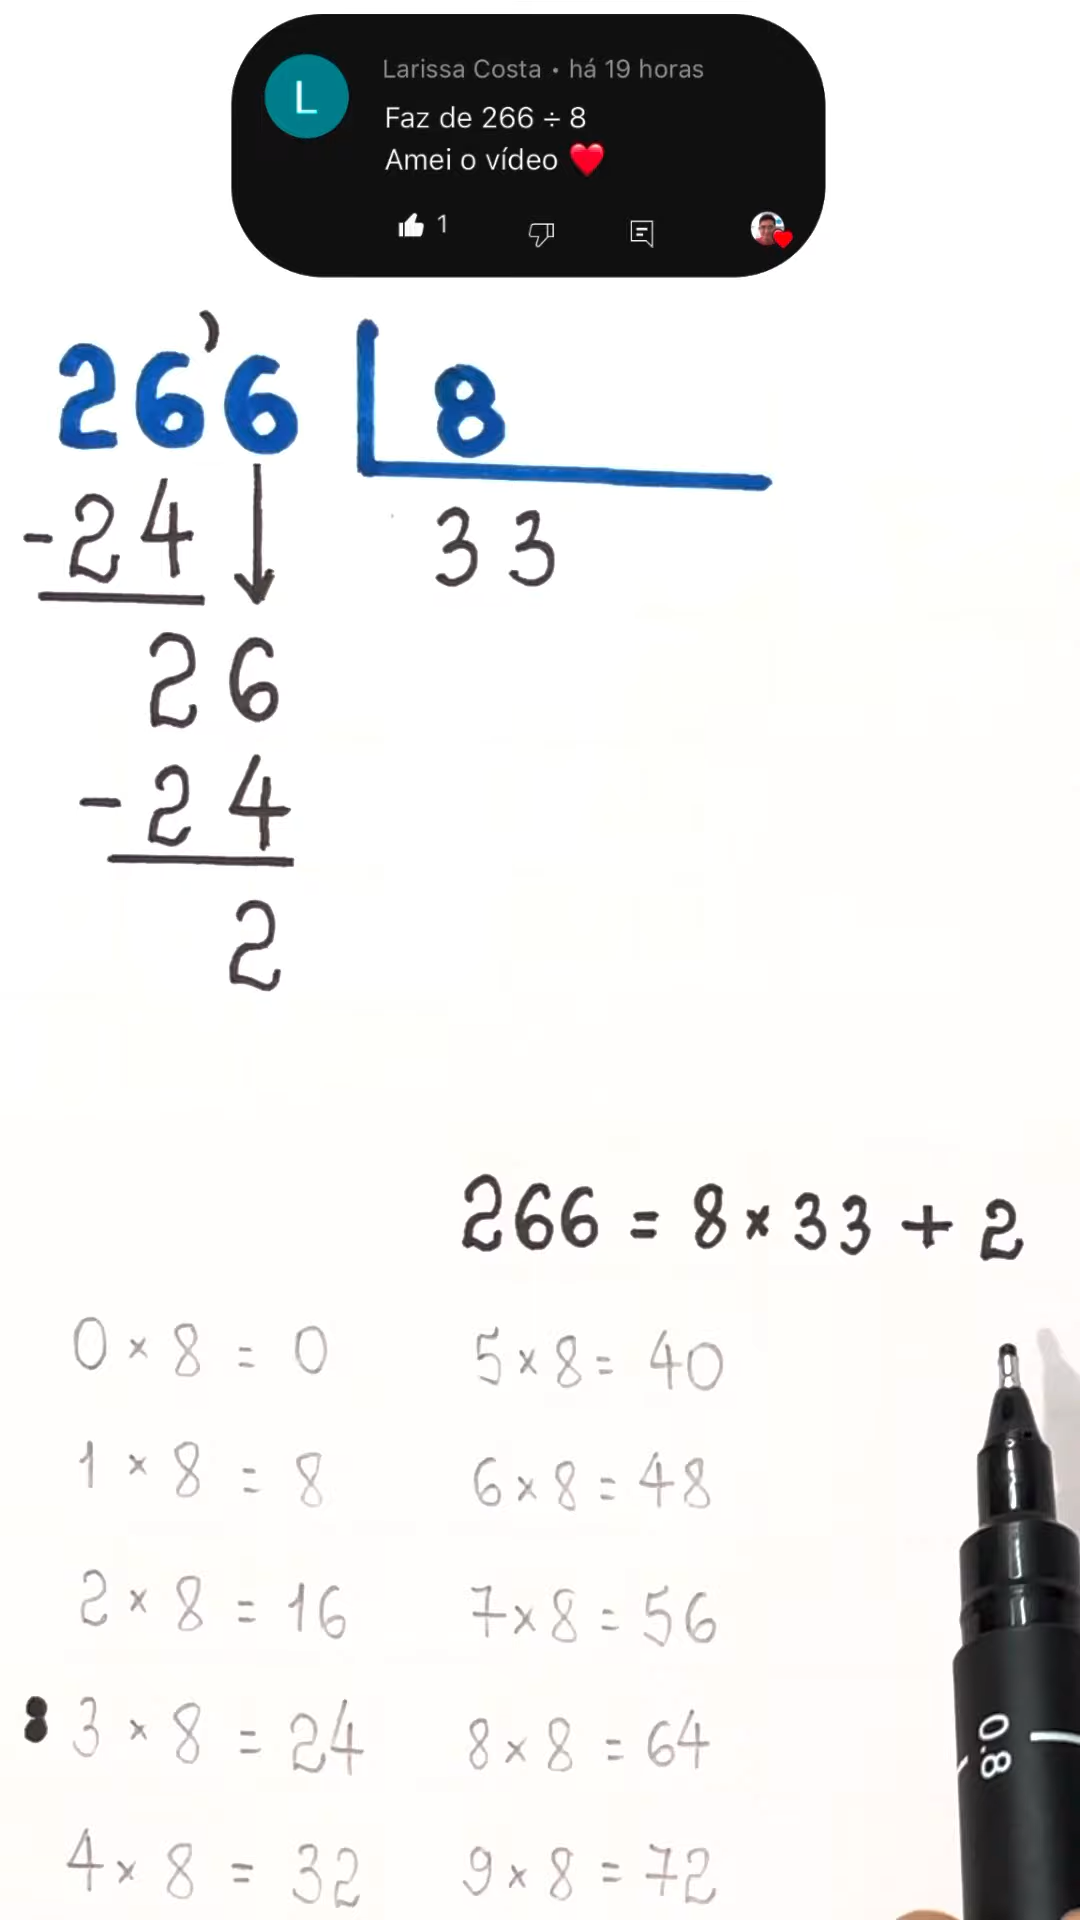 L
Larissa Costa • há 19 horas
Faz de 266 ÷ 8
Amei o vídeo ❤️
1
26’6 8
-24 33
26
-24
2
266 = 8 × 33 + 2
0 × 8 = 0 5 × 8 = 40
1 × 8 = 8 6 × 8 = 48
2 × 8 = 16 7 × 8 = 56
3 × 8 = 24 8 × 8 = 64
4 × 8 = 32 9 × 8 = 72
0.8